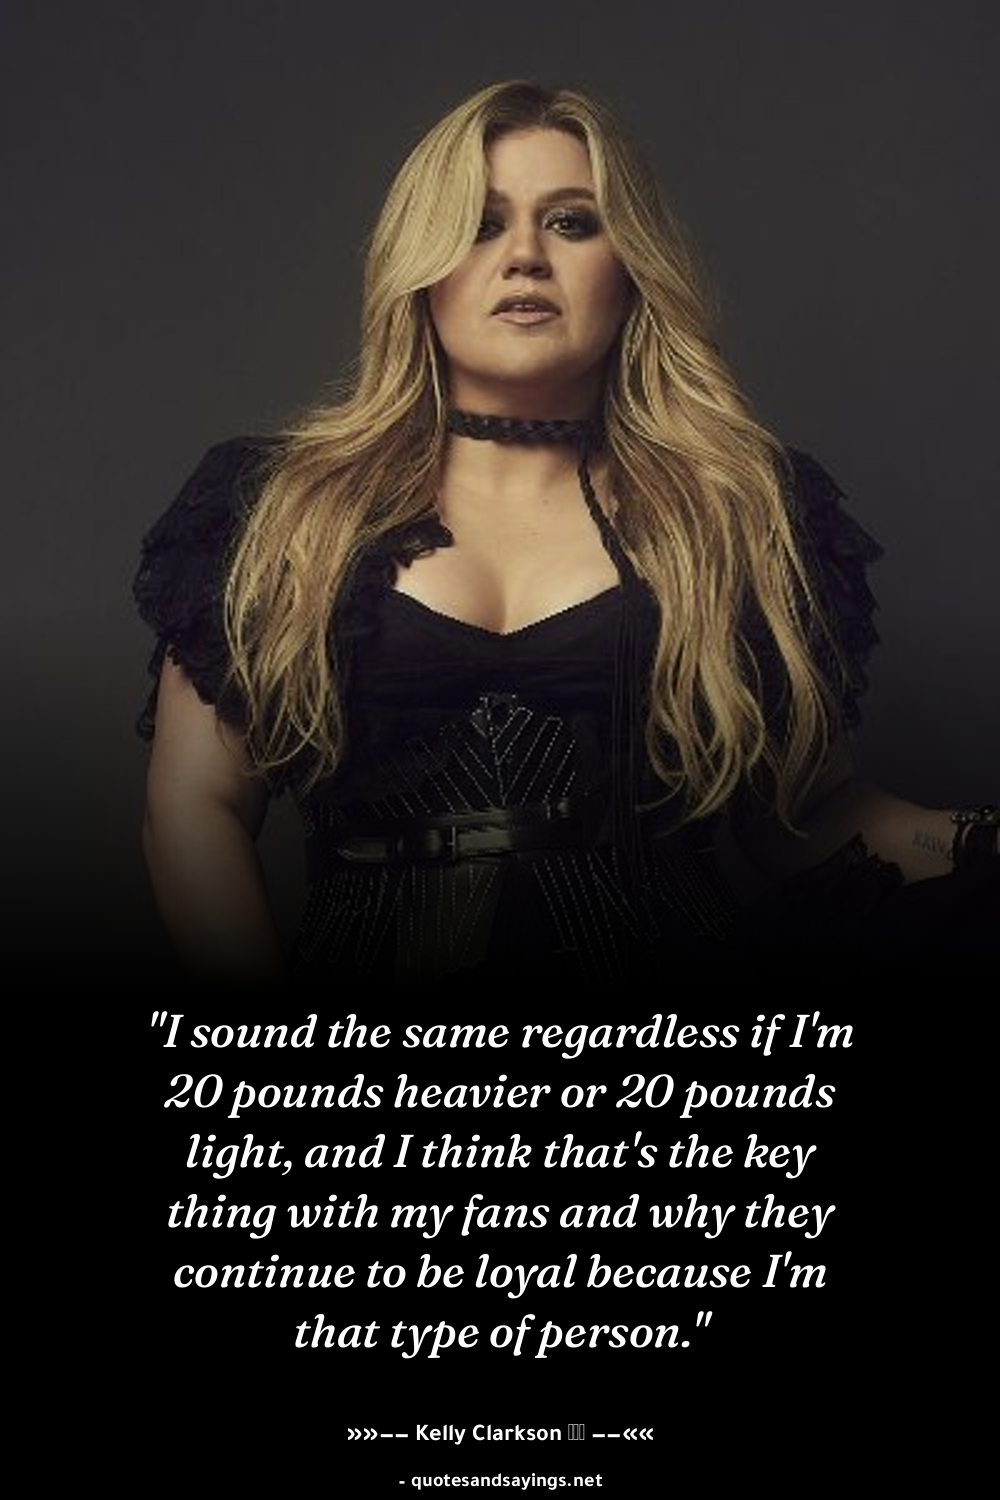 "I sound the same regardless if I'm
20 pounds heavier or 20 pounds
light, and I think that's the key
thing with my fans and why they
continue to be loyal because I'm
that type of person."
»»−− Kelly Clarkson −−««
- quotesandsayings.net